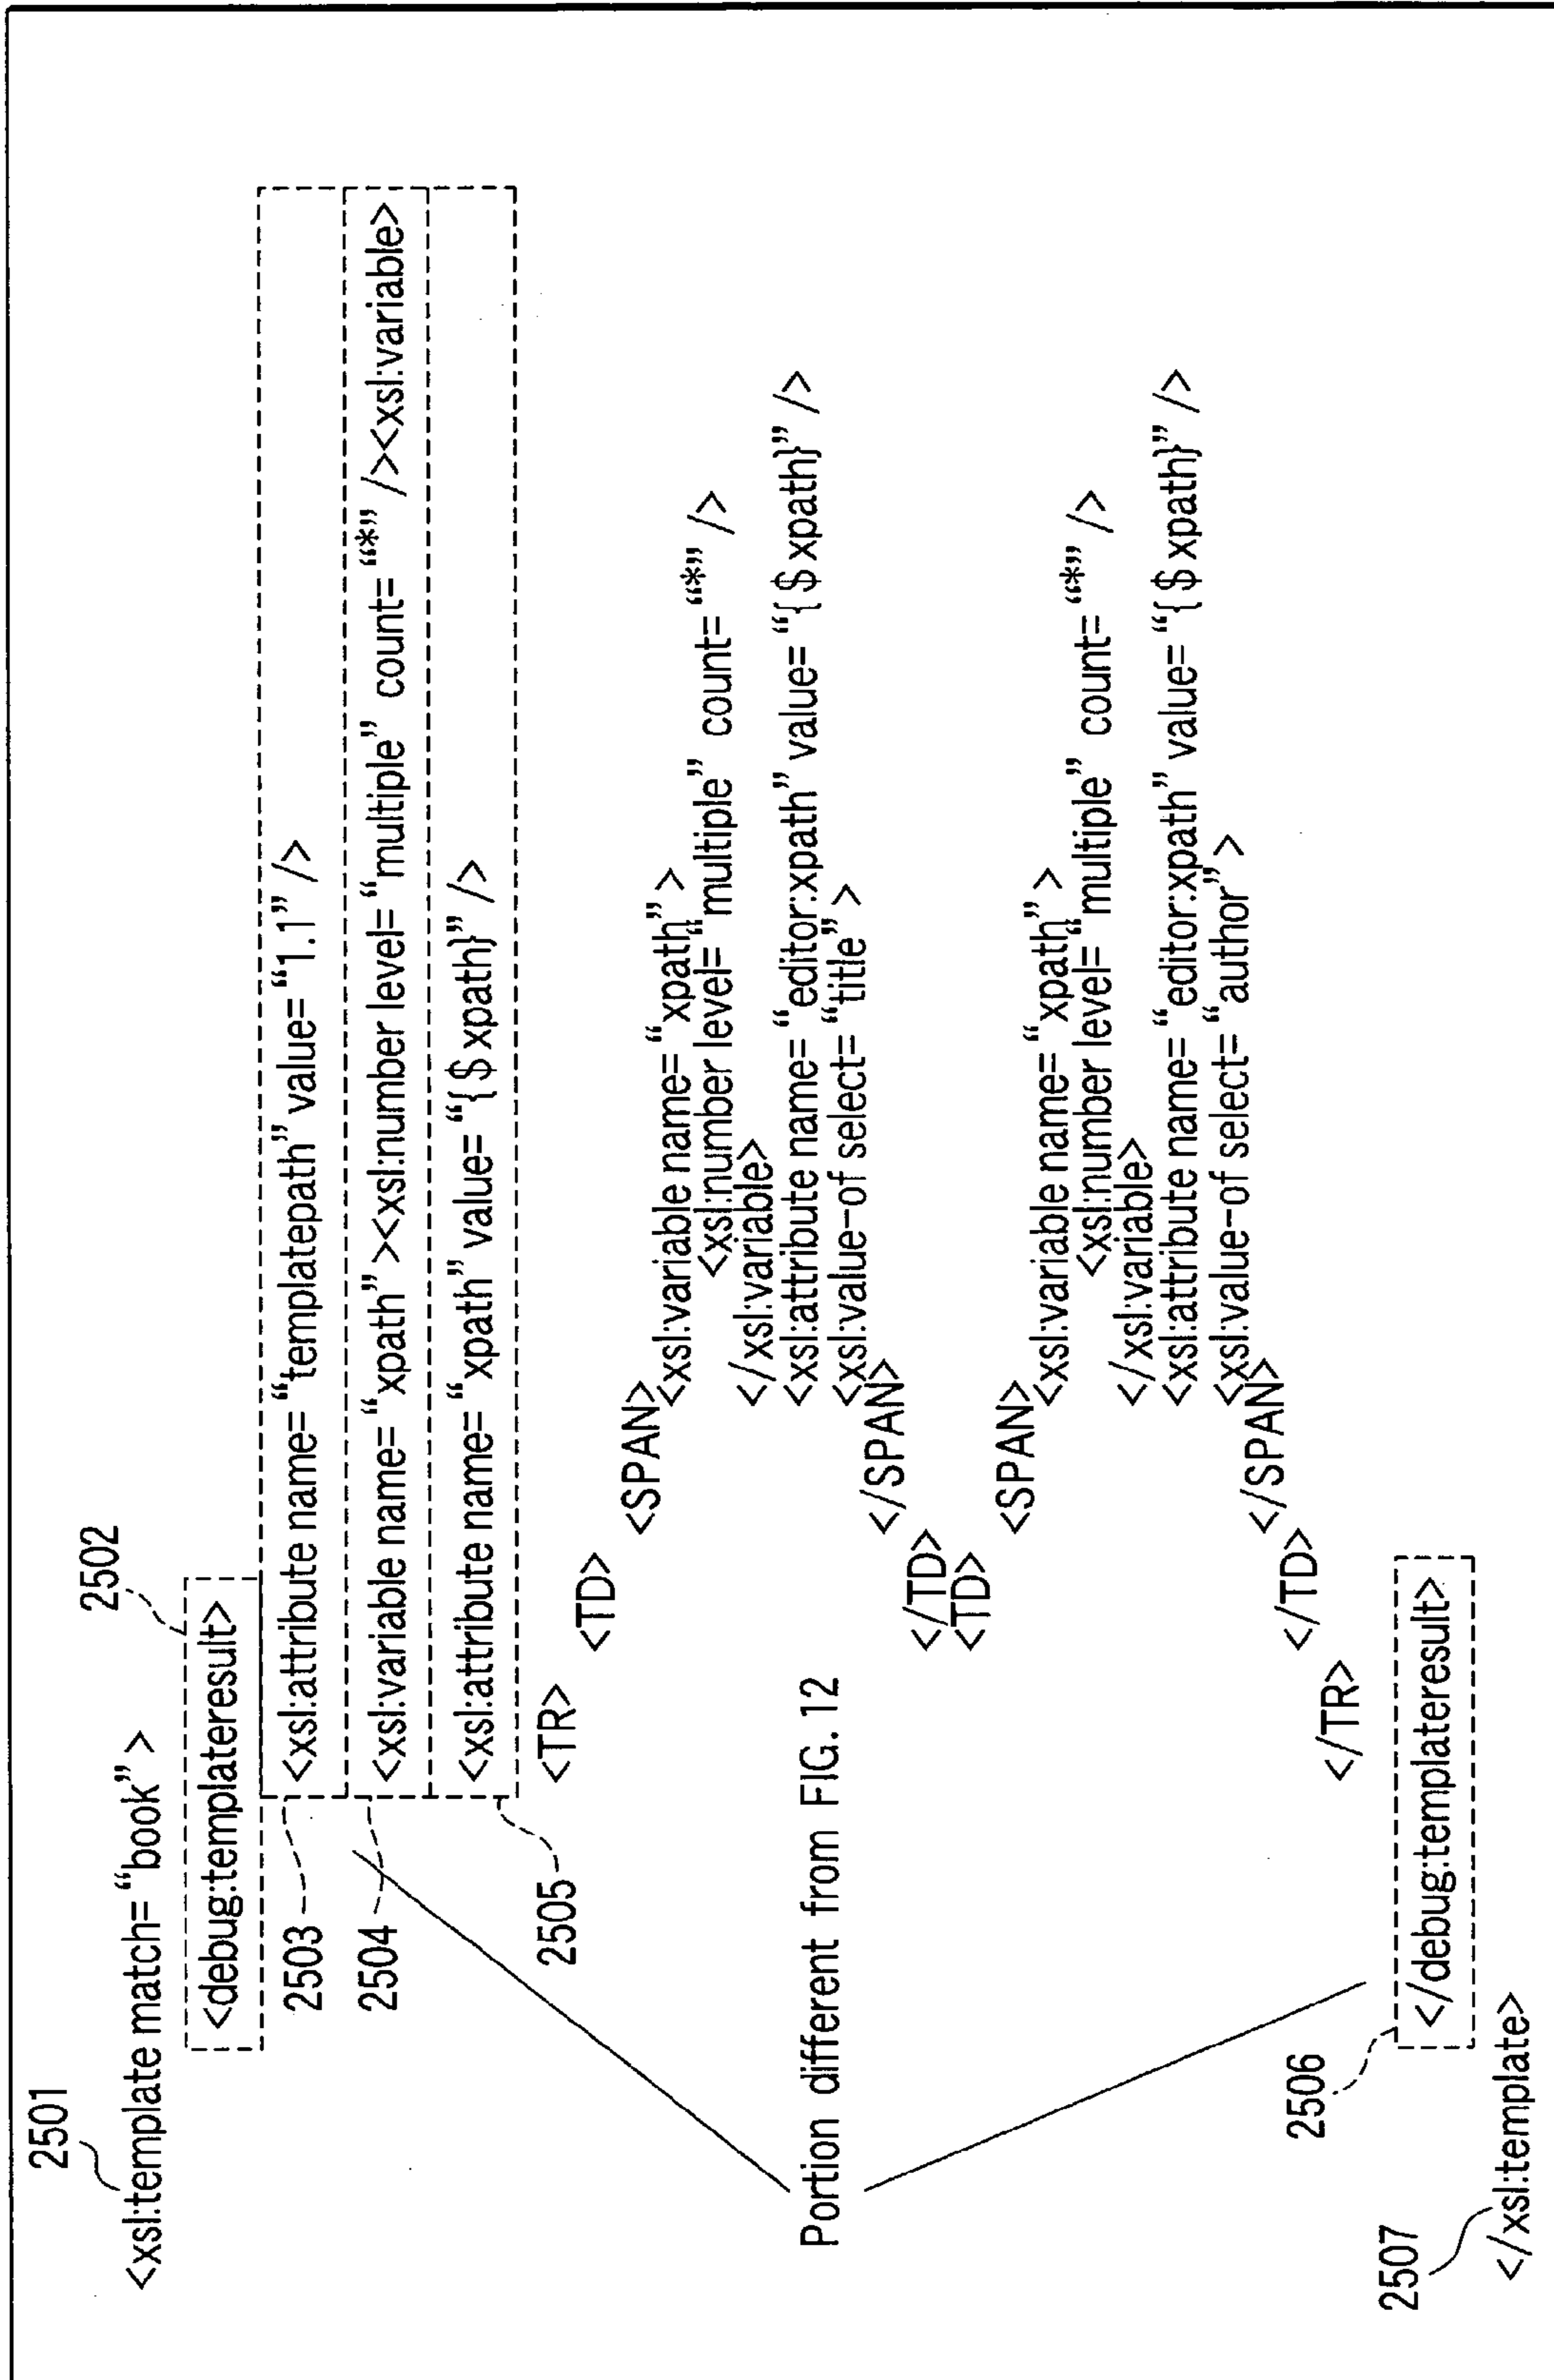 2501
<xsl:template match=“book” >
2502
<debug:templateresult>
2503
<xsl:attribute name=“templatepath” value=“1.1” />
2504
<xsl:variable name=“xpath” ><xsl:number level=“multiple” count=“*” /><xsl:variable>
2505
<xsl:attribute name=“xpath” value=“{$xpath}” />
<TR>
<TD>
<SPAN>
<xsl:variable name=“xpath” >
<xsl:number level=“multiple” count=“*” />
</xsl:variable>
<xsl:attribute name=“editor:xpath” value=“{$xpath}” />
<xsl:value-of select=“title” >
</SPAN>
</TD>
<TD>
<SPAN>
<xsl:variable name=“xpath” >
<xsl:number level=“multiple” count=“*” />
</xsl:variable>
<xsl:attribute name=“editor:xpath” value=“{$xpath}” />
<xsl:value-of select=“author” >
</SPAN>
</TD>
</TR>
Portion different from FIG. 12
2506
</debug:templateresult>
2507
</xsl:template>